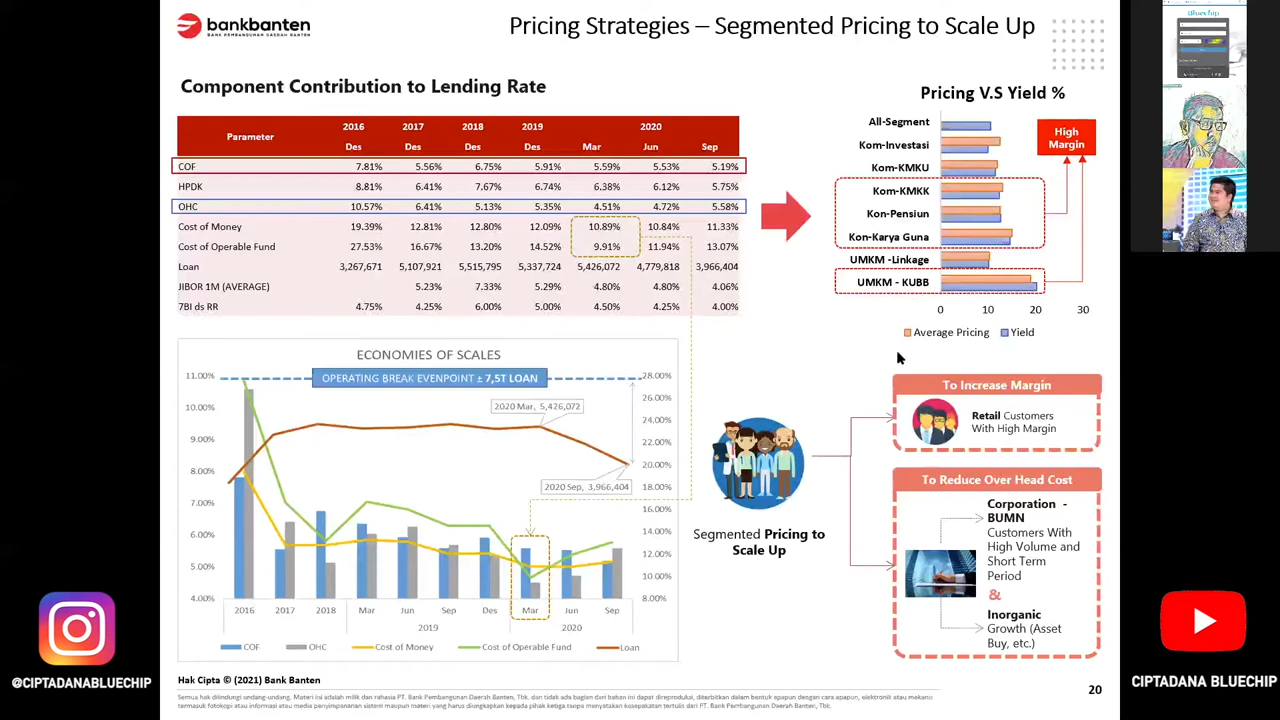 bankbanten
BANK PEMBANGUNAN DAERAH BANTEN
Pricing Strategies – Segmented Pricing to Scale Up
Component Contribution to Lending Rate
Parameter 2016 2017 2018 2019 2020
Des Des Des Des Mar Jun Sep
COF 7.81% 5.56% 6.75% 5.91% 5.59% 5.53% 5.19%
HPDK 8.81% 6.41% 7.67% 6.74% 6.38% 6.12% 5.75%
OHC 10.57% 6.41% 5.13% 5.35% 4.51% 4.72% 5.58%
Cost of Money 19.39% 12.81% 12.80% 12.09% 10.89% 10.84% 11.33%
Cost of Operable Fund 27.53% 16.67% 13.20% 14.52% 9.91% 11.94% 13.07%
Loan 3,267,671 5,107,921 5,515,795 5,337,724 5,426,072 4,779,818 3,966,404
JIBOR 1M (AVERAGE) 5.23% 7.33% 5.29% 4.80% 4.80% 4.06%
7BI ds RR 4.75% 4.25% 6.00% 5.00% 4.50% 4.25% 4.00%
Pricing V.S Yield %
All-Segment
Kom-Investasi
Kom-KMKU
Kom-KMKK
Kon-Pensiun
Kon-Karya Guna
UMKM -Linkage
UMKM - KUBB
0 10 20 30
Average Pricing Yield
High
Margin
ECONOMIES OF SCALES
OPERATING BREAK EVENPOINT ± 7,5T LOAN
11.00%
10.00%
9.00%
8.00%
7.00%
6.00%
5.00%
4.00%
28.00%
26.00%
24.00%
22.00%
20.00%
18.00%
16.00%
14.00%
12.00%
10.00%
8.00%
2020 Mar, 5,426,072
2020 Sep, 3,966,404
2016 2017 2018 Mar Jun Sep Des Mar Jun Sep
2019 2020
COF OHC Cost of Money Cost of Operable Fund Loan
Segmented Pricing to
Scale Up
To Increase Margin
Retail Customers
With High Margin
To Reduce Over Head Cost
Corporation -
BUMN
Customers With
High Volume and
Short Term
Period
&
Inorganic
Growth (Asset
Buy, etc.)
Hak Cipta © (2021) Bank Banten
20
@CIPTADANABLUECHIP
CIPTADANA BLUECHIP
Bluechip